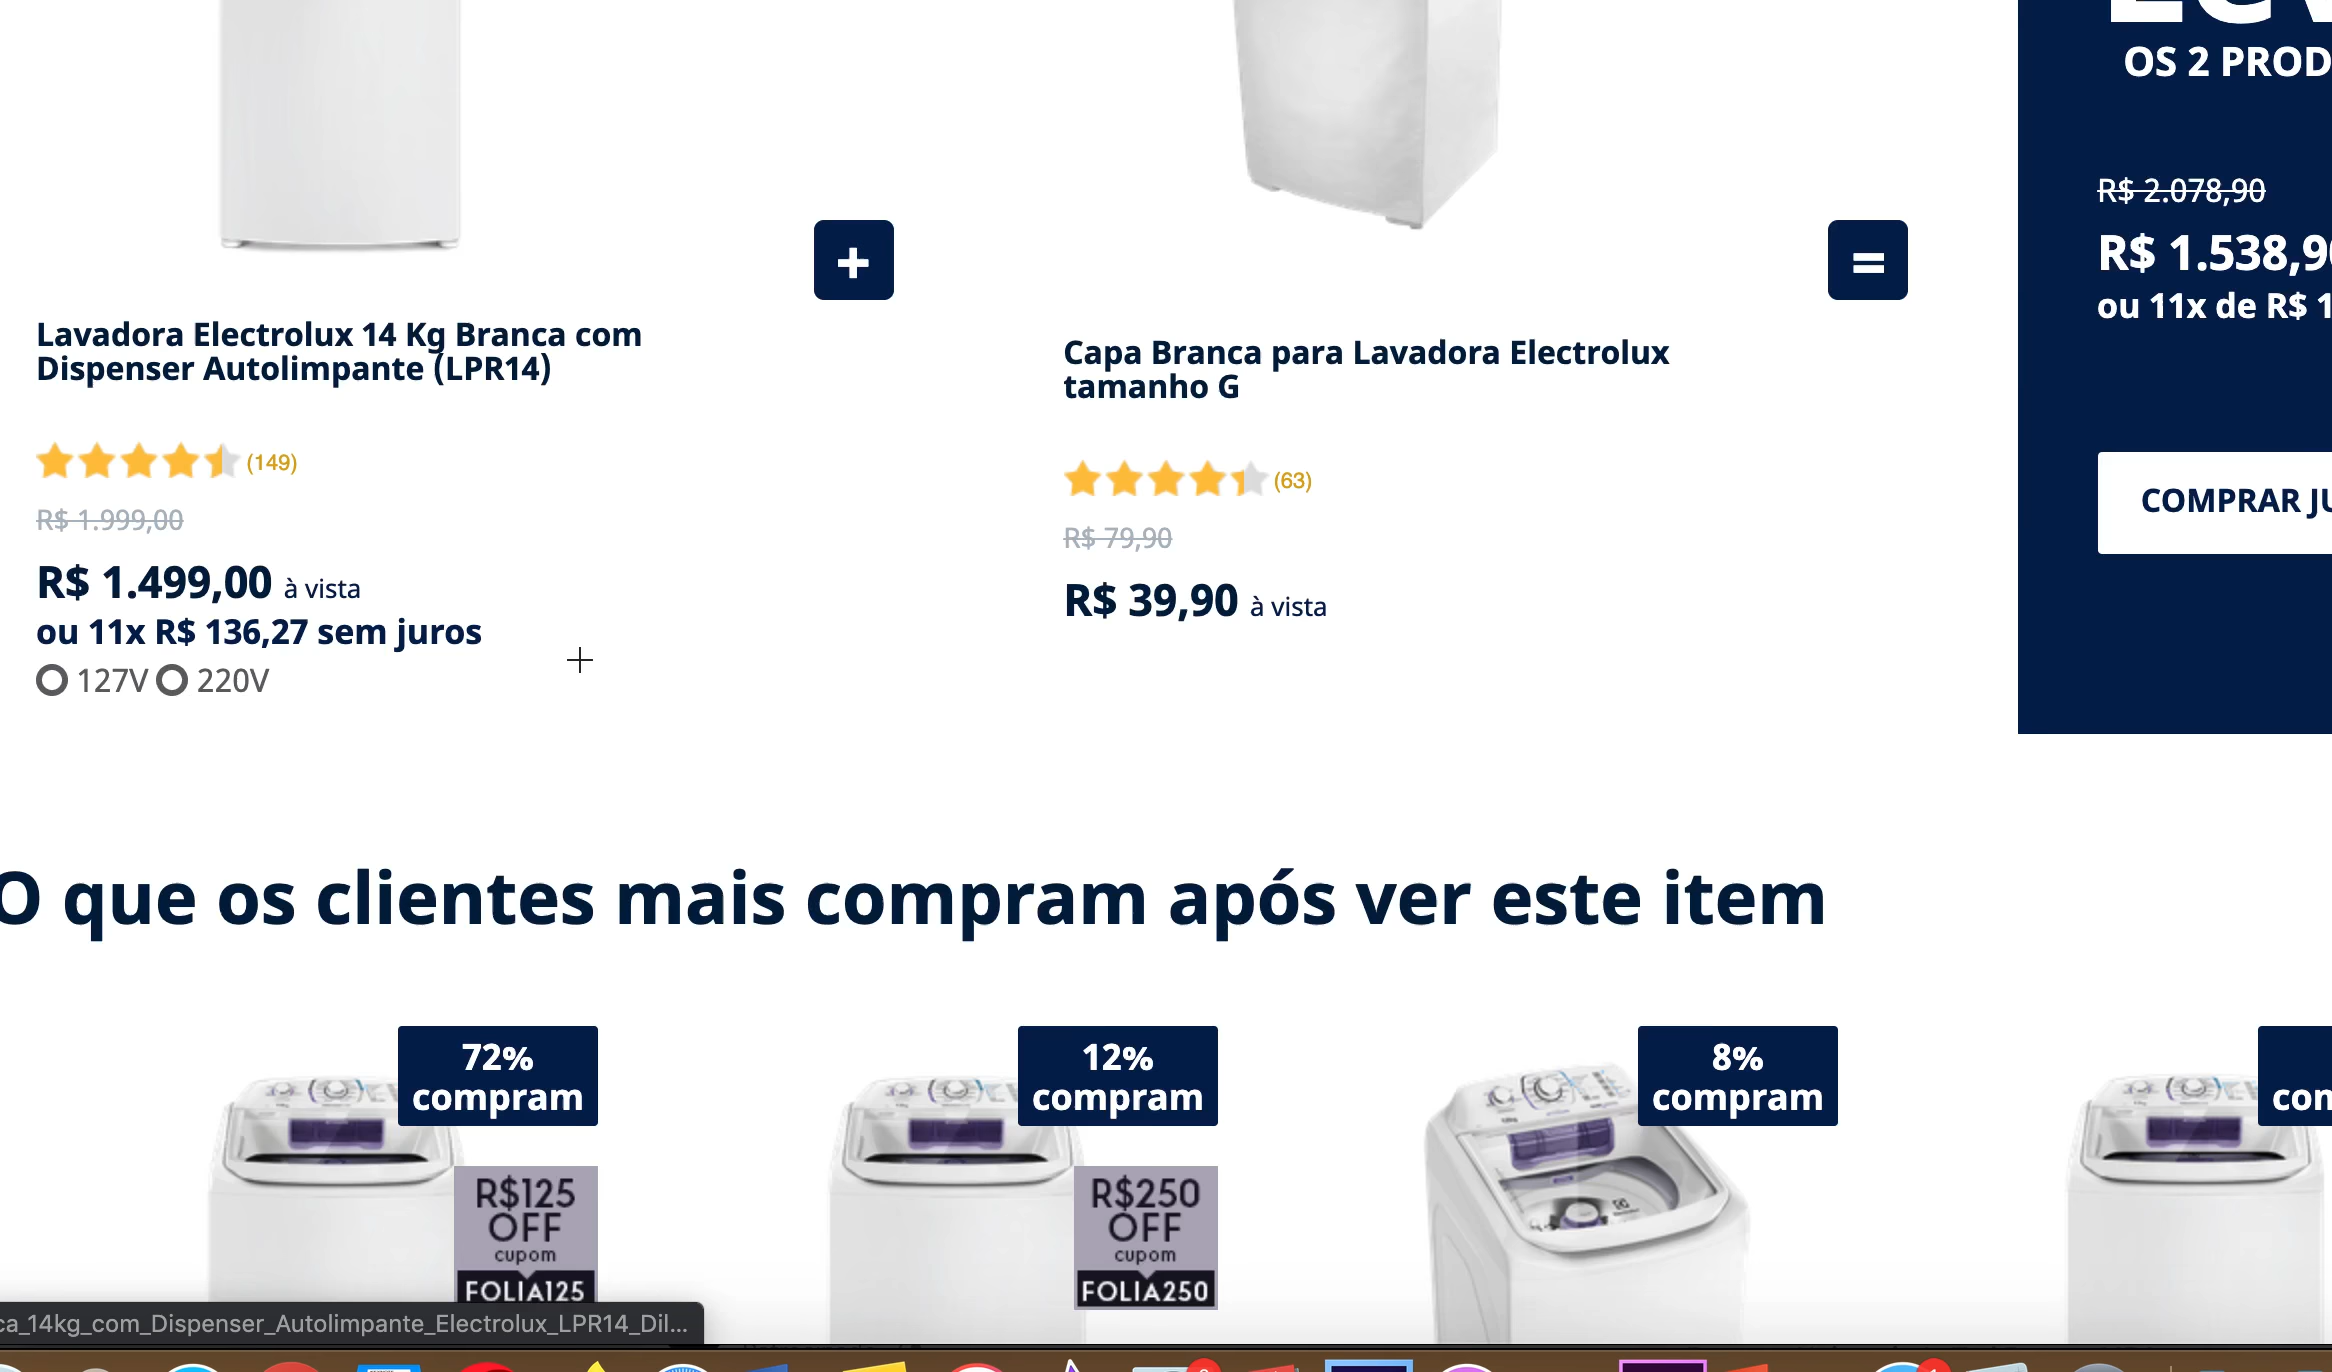 OS 2 PROD
R$ 2.078,90
R$ 1.538,90
ou 11x de R$ 1
COMPRAR JU
+
=
Lavadora Electrolux 14 Kg Branca com
Dispenser Autolimpante (LPR14)
(149)
R$ 1.999,00
R$ 1.499,00 à vista
ou 11x R$ 136,27 sem juros
127V 220V
Capa Branca para Lavadora Electrolux
tamanho G
(63)
R$ 79,90
R$ 39,90 à vista
O que os clientes mais compram após ver este item
72%
compram
R$125
OFF
cupom
FOLIA125
12%
compram
R$250
OFF
cupom
FOLIA250
8%
compram
com
ca_14kg_com_Dispenser_Autolimpante_Electrolux_LPR14_Dil...